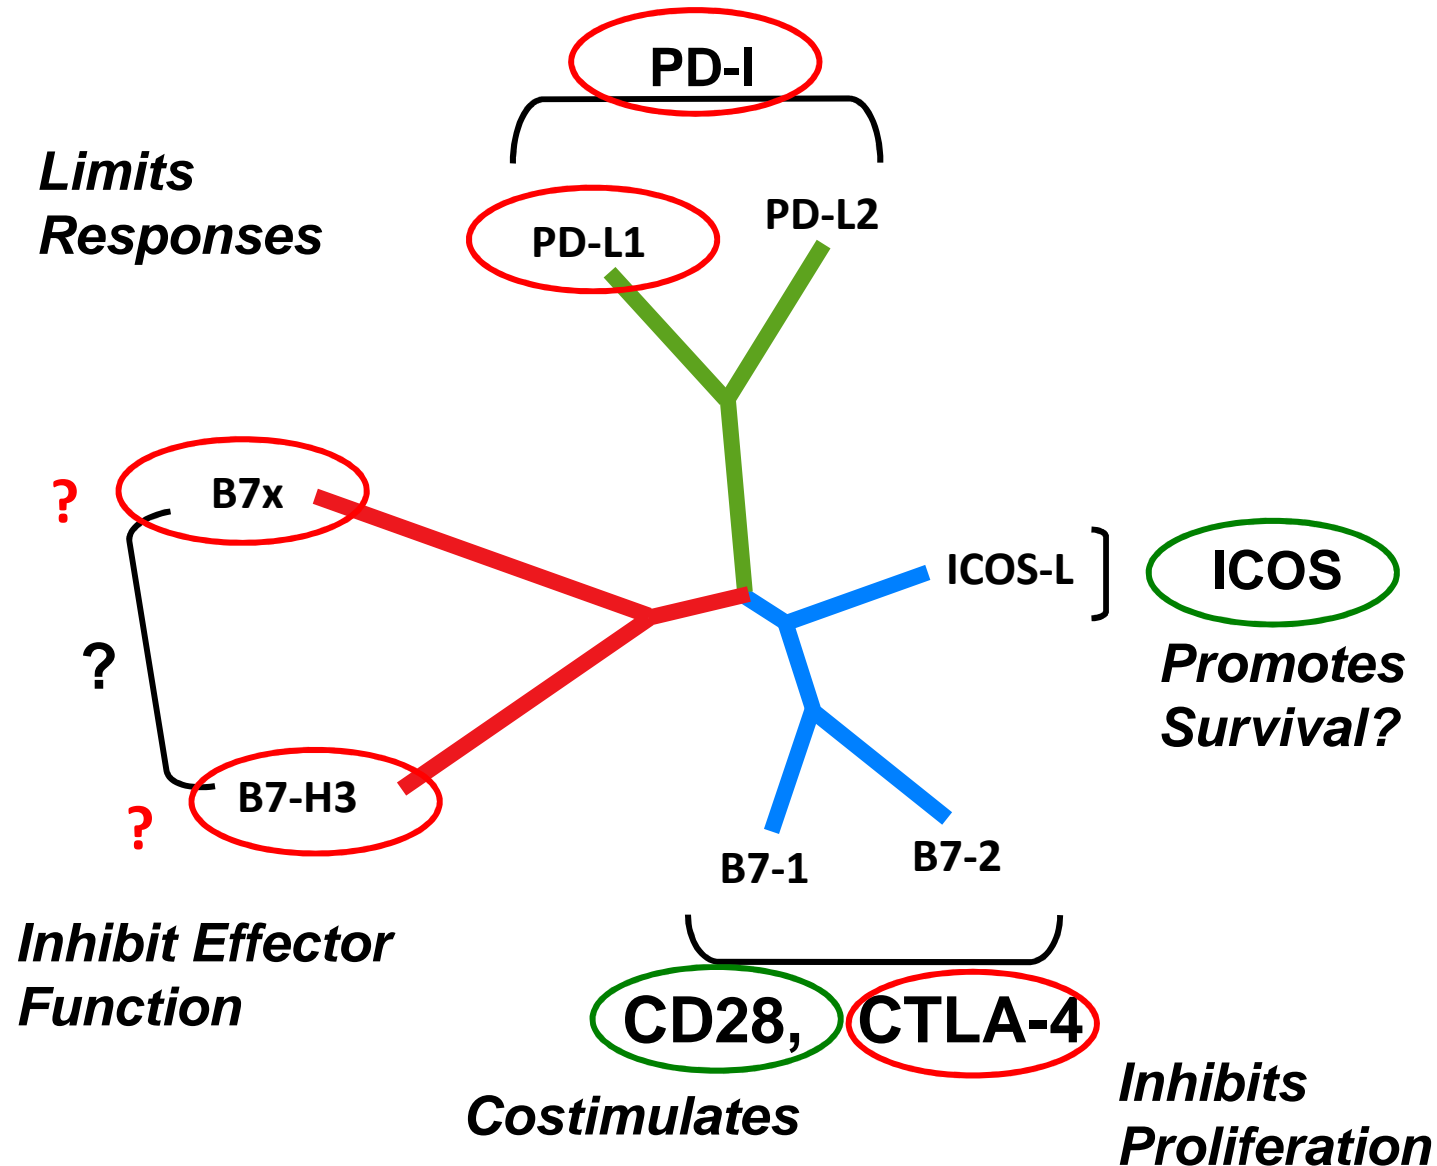 PD-I
Limits
Responses
PD-L1
PD-L2
? B7x
?
? B7-H3
ICOS-L
ICOS
Promotes
Survival?
B7-1
B7-2
Inhibit Effector
Function
CD28, CTLA-4
Costimulates
Inhibits
Proliferation